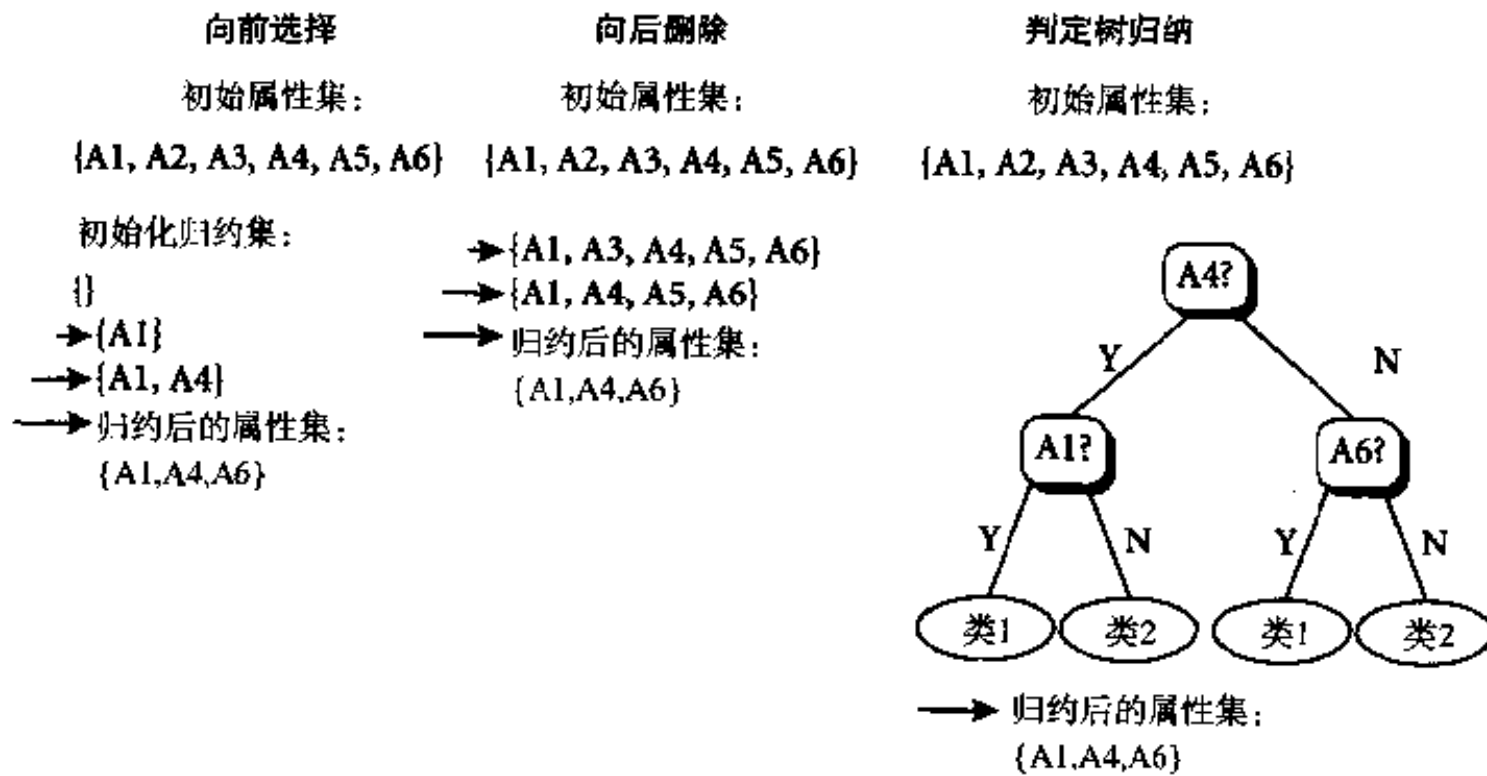 向前选择
初始属性集:
{A1, A2, A3, A4, A5, A6}
初始化归约集:
{}
{A1}
{A1, A4}
归约后的属性集:
{A1,A4,A6}
向后删除
初始属性集:
{A1, A2, A3, A4, A5, A6}
{A1, A3, A4, A5, A6}
{A1, A4, A5, A6}
归约后的属性集:
{A1,A4,A6}
判定树归纳
初始属性集:
{A1, A2, A3, A4, A5, A6}
A4?
Y
N
A1?
A6?
Y
N
Y
N
类1
类2
类1
类2
归约后的属性集:
{A1,A4,A6}